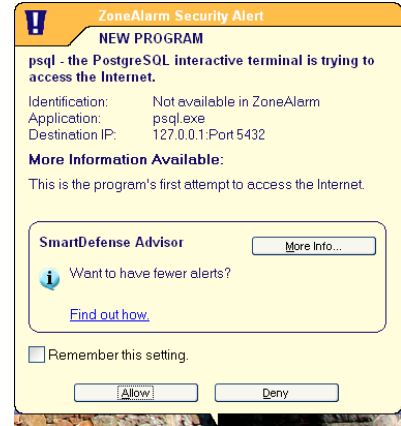 ZoneAlarm Security Alert
NEW PROGRAM
psql - the PostgreSQL interactive terminal is trying to
access the Internet.
Identification: Not available in ZoneAlarm
Application: psql.exe
Destination IP: 127.0.0.1:Port 5432
More Information Available:
This is the program's first attempt to access the Internet.
SmartDefense Advisor More Info...
Want to have fewer alerts?
Find out how.
Remember this setting.
Allow Deny